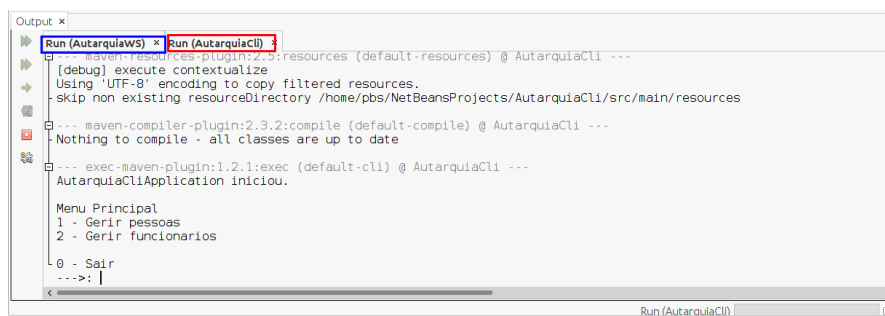 Output ×
Run (AutarquiaWS) × Run (AutarquiaCli) ×
--- maven-resources-plugin:2.5:resources (default-resources) @ AutarquiaCli ---
[debug] execute contextualize
Using 'UTF-8' encoding to copy filtered resources.
skip non existing resourceDirectory /home/pbs/NetBeansProjects/AutarquiaCli/src/main/resources
--- maven-compiler-plugin:2.3.2:compile (default-compile) @ AutarquiaCli ---
Nothing to compile - all classes are up to date
--- exec-maven-plugin:1.2.1:exec (default-cli) @ AutarquiaCli ---
AutarquiaCliApplication iniciou.
Menu Principal
1 - Gerir pessoas
2 - Gerir funcionarios
0 - Sair
--->:
Run (AutarquiaCli)